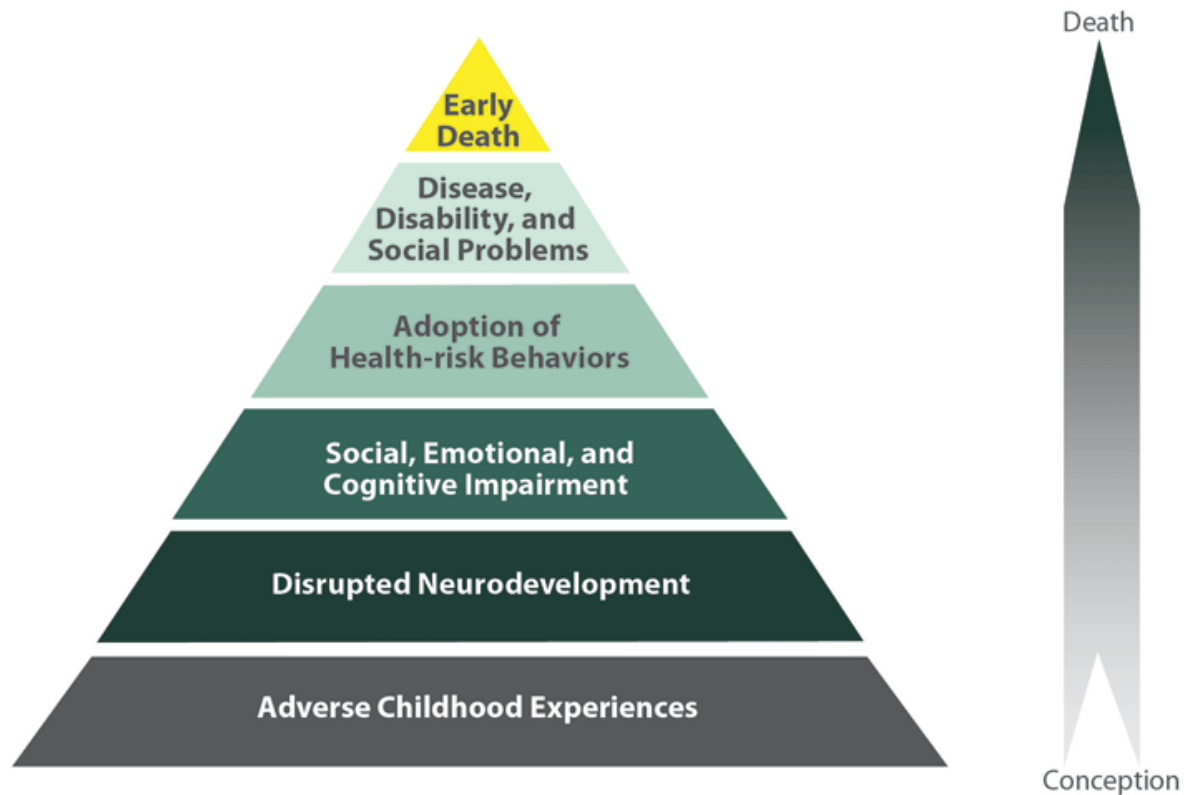 Death
Early
Death
Disease,
Disability, and
Social Problems
Adoption of
Health-risk Behaviors
Social, Emotional, and
Cognitive Impairment
Disrupted Neurodevelopment
Adverse Childhood Experiences
Conception